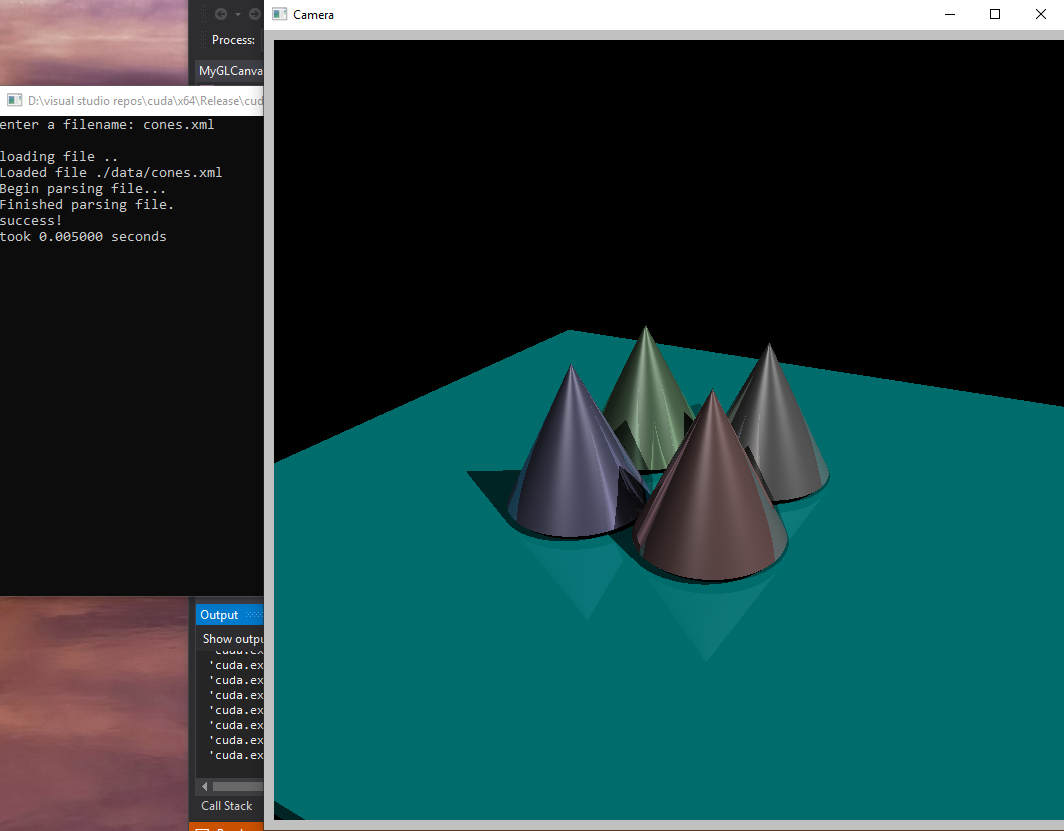 Camera
Process:
MyGLCanva
D:\visual studio repos\cuda\x64\Release\cud
enter a filename: cones.xml
loading file ..
Loaded file ./data/cones.xml
Begin parsing file...
Finished parsing file.
success!
took 0.005000 seconds
Output
Show outpu
'cuda.ex
'cuda.ex
'cuda.ex
'cuda.ex
'cuda.ex
'cuda.ex
'cuda.ex
'cuda.ex
Call Stack